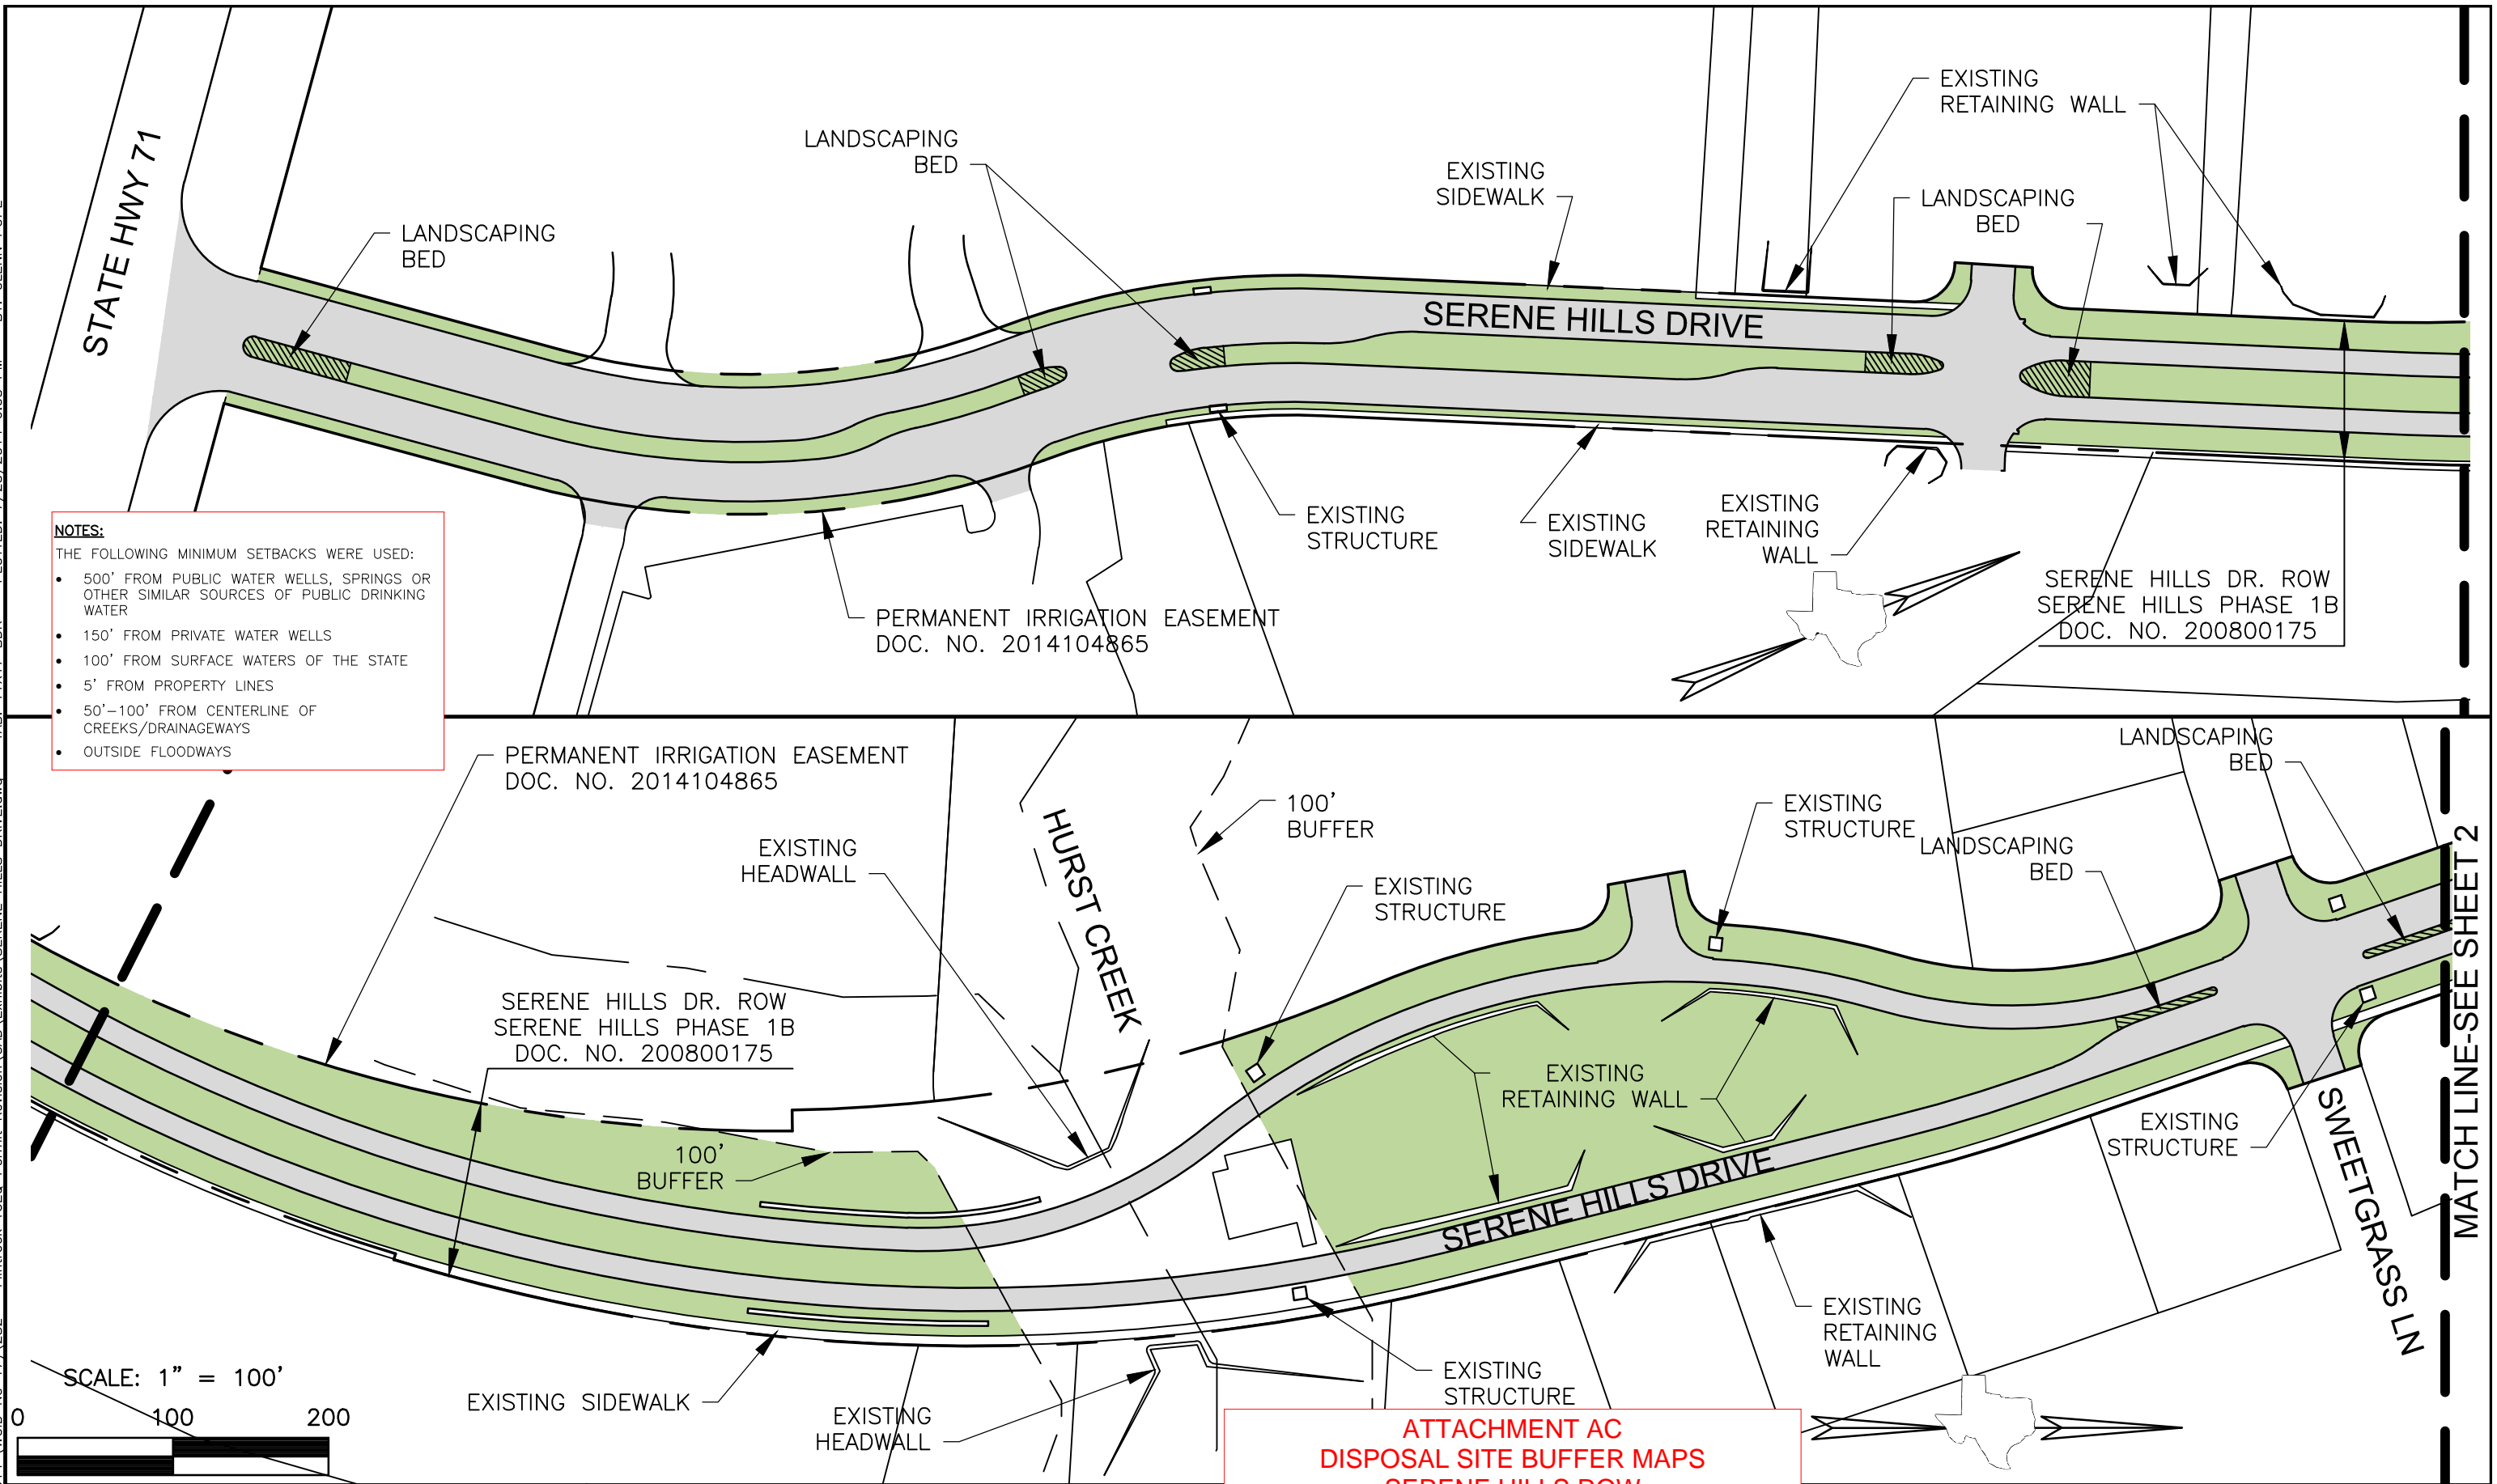 STATE HWY 71
LANDSCAPING
BED
LANDSCAPING
BED
EXISTING
SIDEWALK
EXISTING
RETAINING WALL
LANDSCAPING
BED
SERENE HILLS DRIVE
EXISTING
STRUCTURE
EXISTING
SIDEWALK
EXISTING
RETAINING
WALL
PERMANENT IRRIGATION EASEMENT
DOC. NO. 2014104865
SERENE HILLS DR. ROW
SERENE HILLS PHASE 1B
DOC. NO. 200800175
NOTES:
THE FOLLOWING MINIMUM SETBACKS WERE USED:
• 500' FROM PUBLIC WATER WELLS, SPRINGS OR
OTHER SIMILAR SOURCES OF PUBLIC DRINKING
WATER
• 150' FROM PRIVATE WATER WELLS
• 100' FROM SURFACE WATERS OF THE STATE
• 5' FROM PROPERTY LINES
• 50'-100' FROM CENTERLINE OF
CREEKS/DRAINAGEWAYS
• OUTSIDE FLOODWAYS
PERMANENT IRRIGATION EASEMENT
DOC. NO. 2014104865
EXISTING
HEADWALL
HURST CREEK
100'
BUFFER
EXISTING
STRUCTURE
EXISTING
STRUCTURE
LANDSCAPING
BED
LANDSCAPING
BED
SERENE HILLS DR. ROW
SERENE HILLS PHASE 1B
DOC. NO. 200800175
100'
BUFFER
EXISTING
RETAINING WALL
SERENE HILLS DRIVE
EXISTING
STRUCTURE
SWEETGRASS LN
MATCH LINE-SEE SHEET 2
EXISTING
RETAINING
WALL
EXISTING
STRUCTURE
EXISTING SIDEWALK
EXISTING
HEADWALL
SCALE: 1" = 100'
0 100 200
ATTACHMENT AC
DISPOSAL SITE BUFFER MAPS
SERENE HILLS ROW